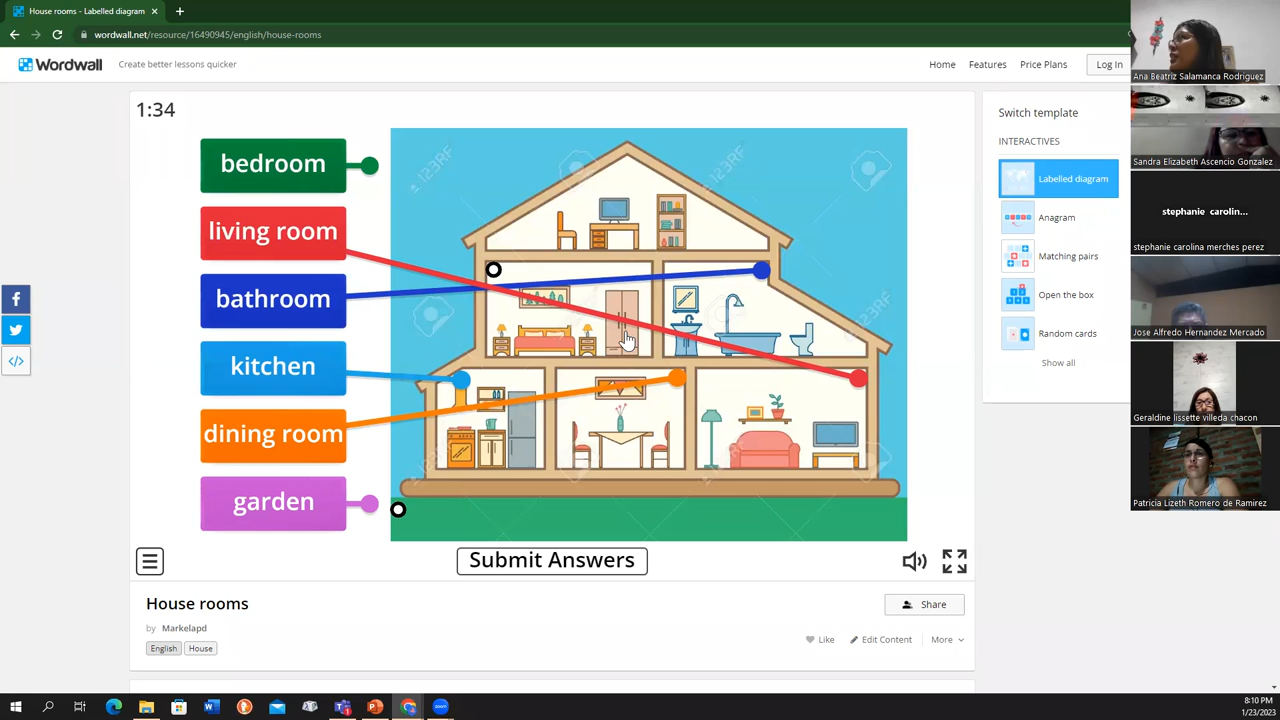 House rooms - Labelled diagram
wordwall.net/resource/16490945/english/house-rooms
Wordwall
Create better lessons quicker
Home
Features
Price Plans
Log In
1:34
bedroom
living room
bathroom
kitchen
dining room
garden
123RF
123RF
Submit Answers
House rooms
by Markelapd
English
House
Share
Like
Edit Content
More
Switch template
INTERACTIVES
Labelled diagram
Anagram
Matching pairs
Open the box
Random cards
Show all
Ana Beatriz Salamanca Rodriguez
Sandra Elizabeth Ascencio Gonzalez
stephanie carolin...
stephanie carolina merches perez
Jose Alfredo Hernandez Mercado
Geraldine lissette villeda chacon
Patricia Lizeth Romero de Ramirez
8:10 PM
1/23/2023